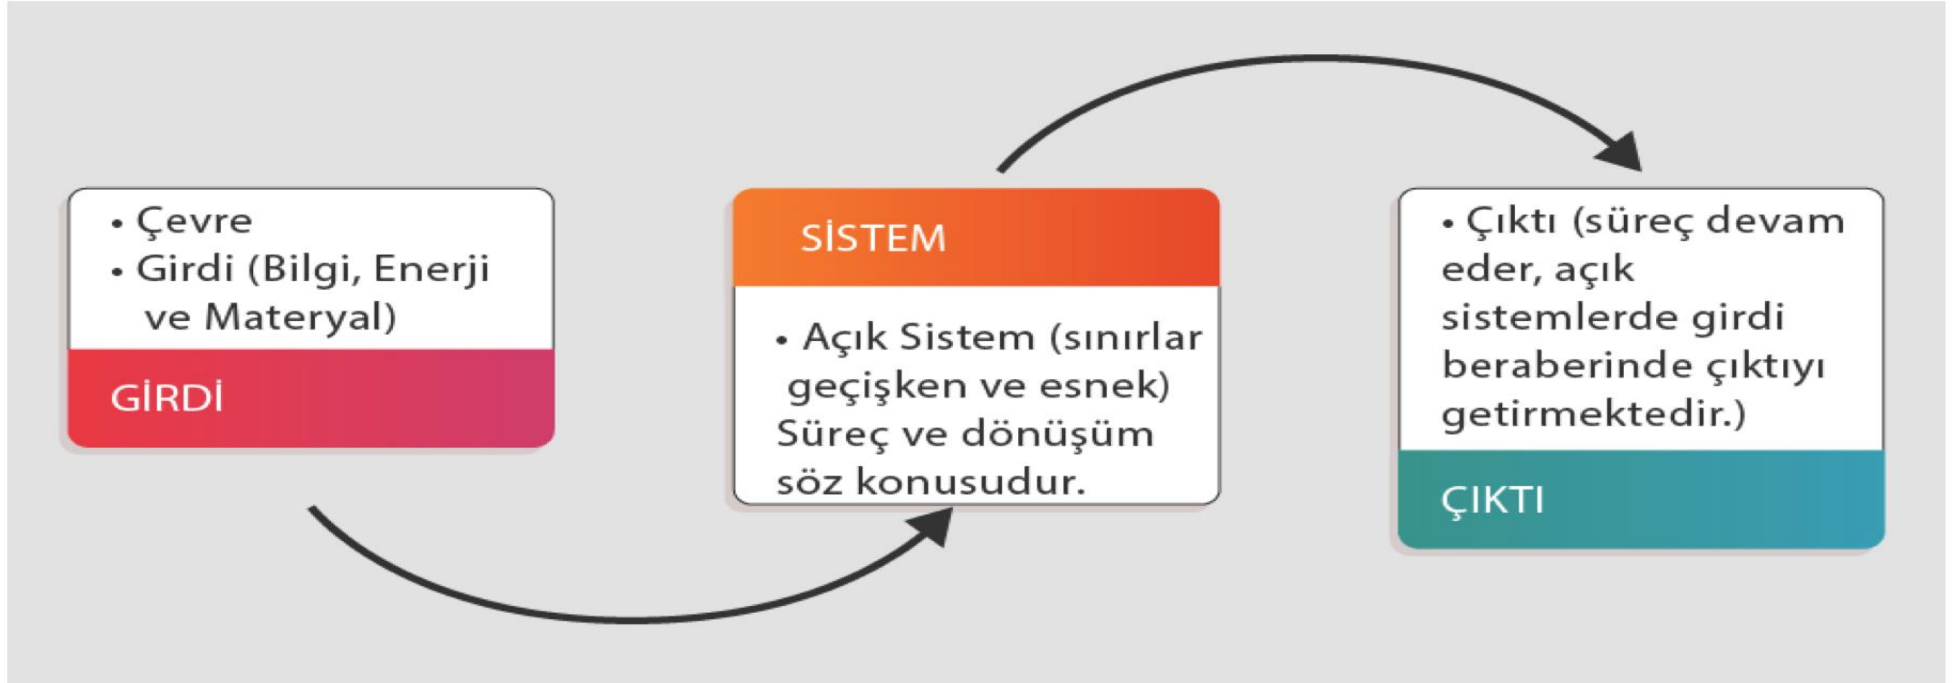 • Çevre
• Girdi (Bilgi, Enerji
ve Materyal)
GİRDİ
SİSTEM
• Açık Sistem (sınırlar
geçişken ve esnek)
Süreç ve dönüşüm
söz konusudur.
• Çıktı (süreç devam
eder, açık
sistemlerde girdi
beraberinde çıktıyı
getirmektedir.)
ÇIKTI